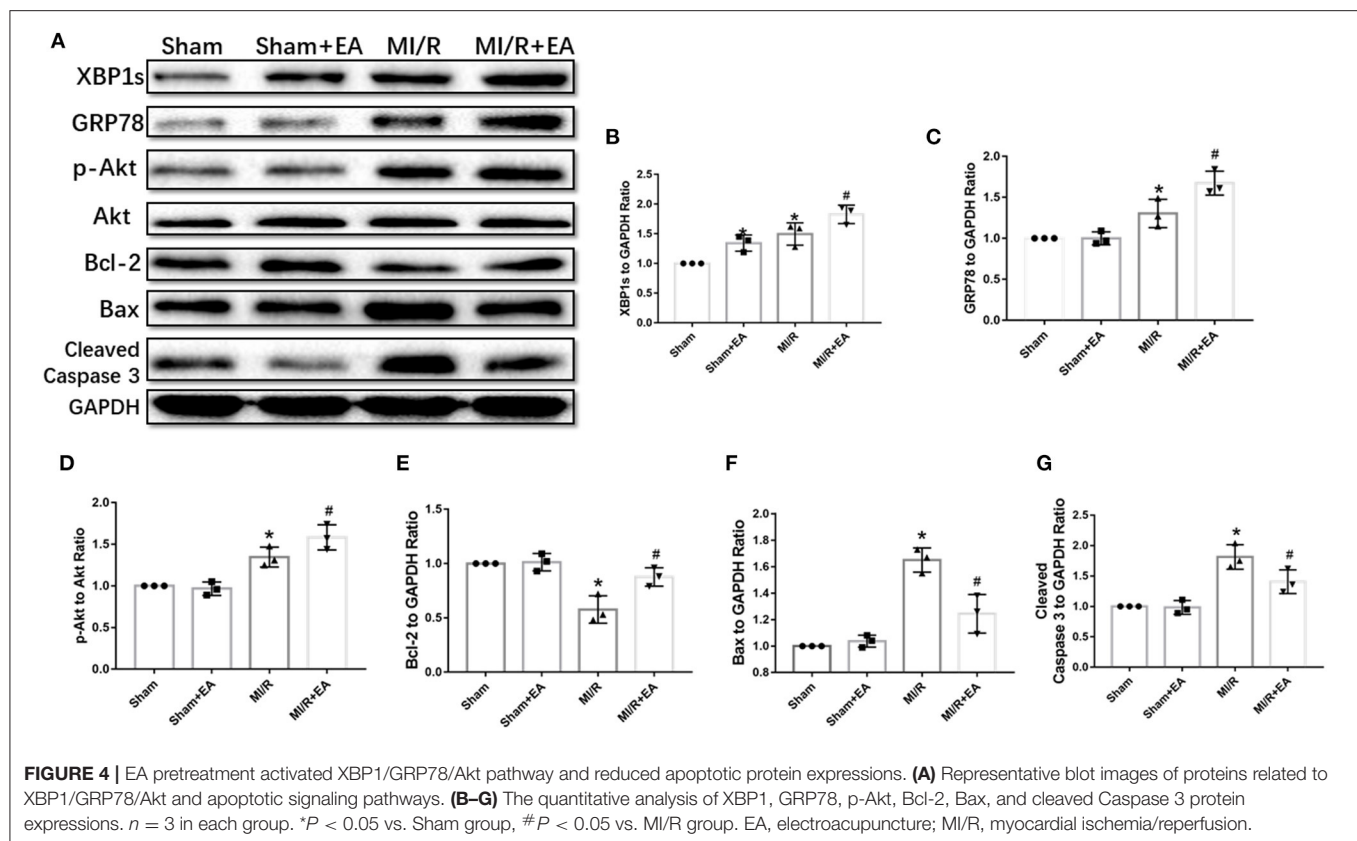 A
Sham Sham+EA MI/R MI/R+EA
XBP1s
GRP78
p-Akt
Akt
Bcl-2
Bax
Cleaved
Caspase 3
GAPDH
B
XBP1s to GAPDH Ratio
2.0
1.5
1.0
0.5
0.0
*
*
#
Sham
Sham+EA
MI/R
MI/R+EA
C
GRP78 to GAPDH Ratio
2.0
1.5
1.0
0.5
0.0
*
#
Sham
Sham+EA
MI/R
MI/R+EA
D
p-Akt to Akt Ratio
2.0
1.5
1.0
0.5
0.0
*
#
Sham
Sham+EA
MI/R
MI/R+EA
E
Bcl-2 to GAPDH Ratio
1.5
1.0
0.5
0.0
*
#
Sham
Sham+EA
MI/R
MI/R+EA
F
Bax to GAPDH Ratio
2.0
1.8
1.6
1.4
1.2
1.0
0.8
*
#
Sham
Sham+EA
MI/R
MI/R+EA
G
Cleaved
Caspase 3 to GAPDH Ratio
2.5
2.0
1.5
1.0
0.5
0.0
*
#
Sham
Sham+EA
MI/R
MI/R+EA
FIGURE 4 | EA pretreatment activated XBP1/GRP78/Akt pathway and reduced apoptotic protein expressions. (A) Representative blot images of proteins related to
XBP1/GRP78/Akt and apoptotic signaling pathways. (B–G) The quantitative analysis of XBP1, GRP78, p-Akt, Bcl-2, Bax, and cleaved Caspase 3 protein
expressions. n = 3 in each group. *P < 0.05 vs. Sham group, #P < 0.05 vs. MI/R group. EA, electroacupuncture; MI/R, myocardial ischemia/reperfusion.